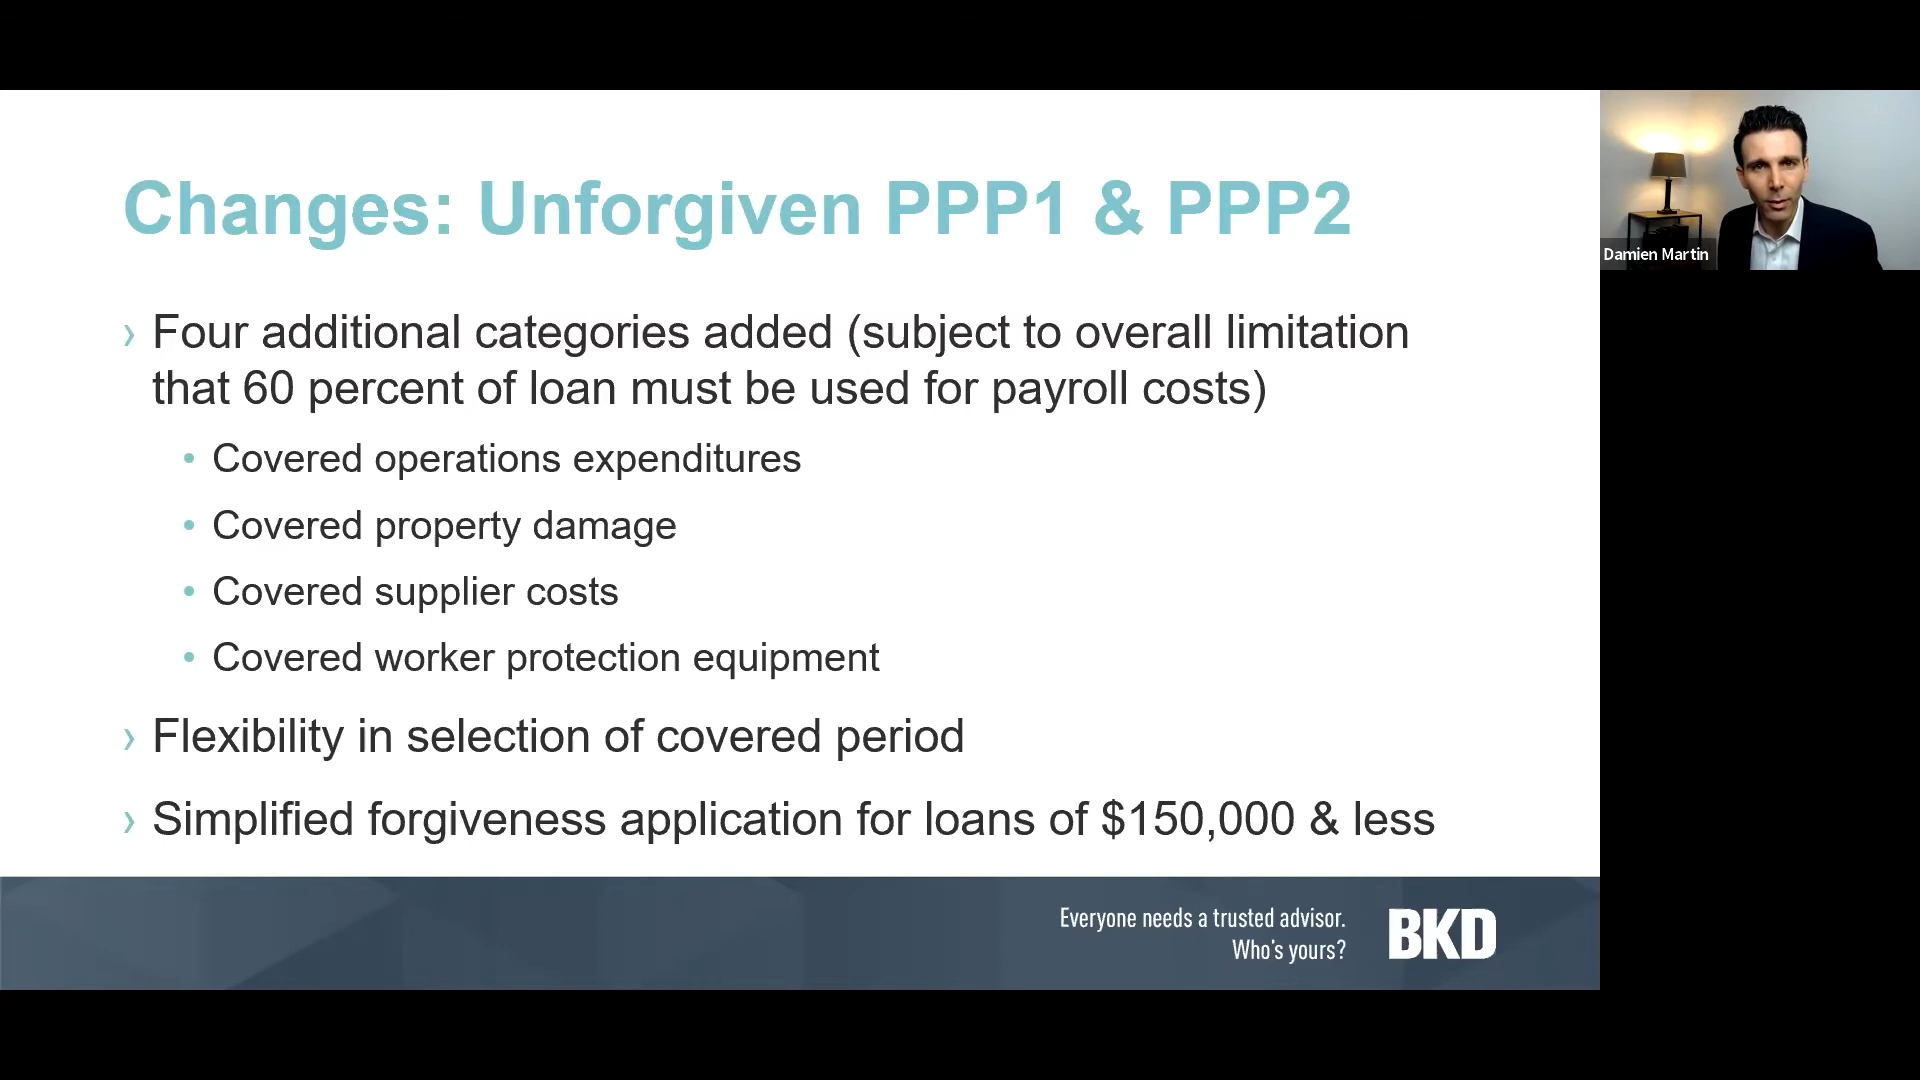 Changes: Unforgiven PPP1 & PPP2
Damien Martin
› Four additional categories added (subject to overall limitation
that 60 percent of loan must be used for payroll costs)
• Covered operations expenditures
• Covered property damage
• Covered supplier costs
• Covered worker protection equipment
› Flexibility in selection of covered period
› Simplified forgiveness application for loans of $150,000 & less
Everyone needs a trusted advisor.
Who's yours?
BKD